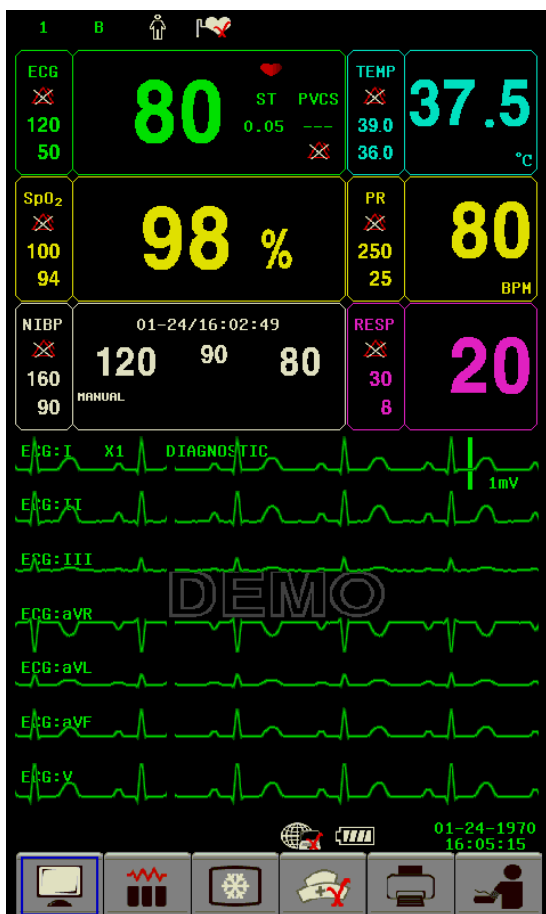 1 B
ECG
120
50
80
ST PVCS
0.05 ---
TEMP
39.0
36.0
37.5
°C
SpO₂
100
94
98 %
PR
250
25
80
BPM
NIBP
160
90
01-24/16:02:49
120 90 80
MANUAL
RESP
30
8
20
ECG:I X1 DIAGNOSTIC
1mV
ECG:II
ECG:III
DEMO
ECG:aVR
ECG:aVL
ECG:aVF
ECG:V
01-24-1970
16:05:15